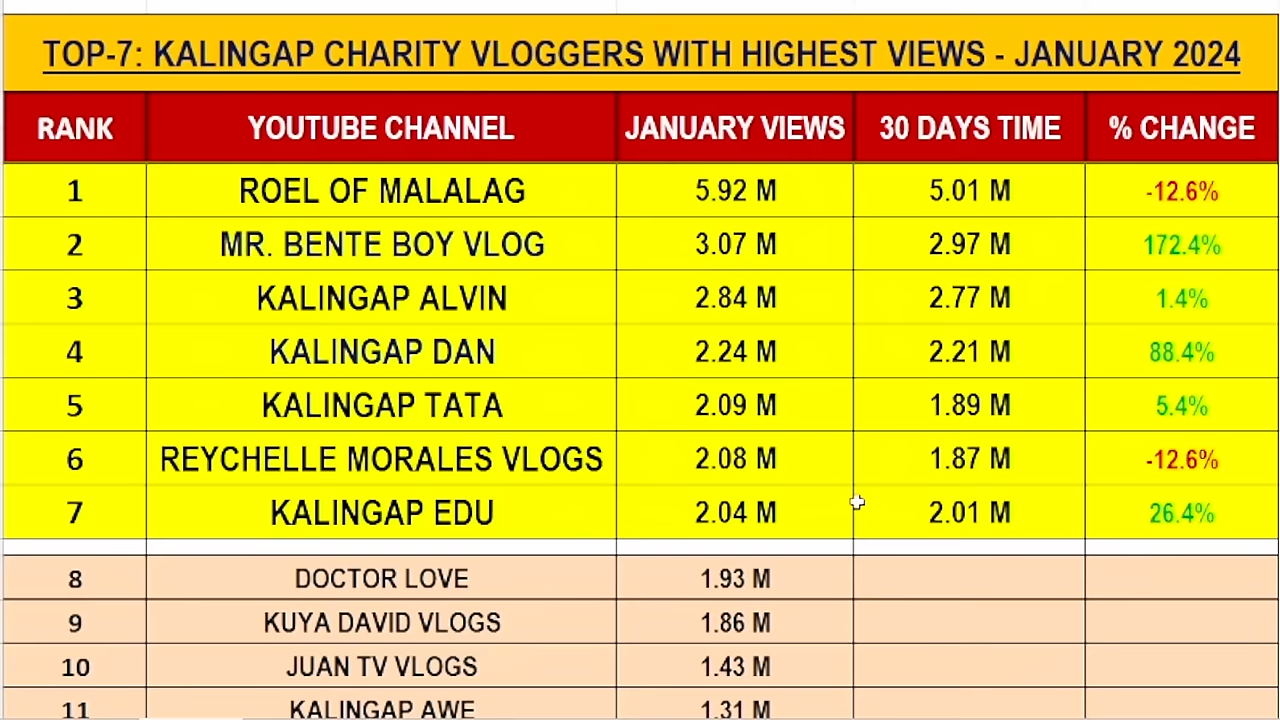 TOP-7: KALINGAP CHARITY VLOGGERS WITH HIGHEST VIEWS - JANUARY 2024
RANK YOUTUBE CHANNEL JANUARY VIEWS 30 DAYS TIME % CHANGE
1 ROEL OF MALALAG 5.92 M 5.01 M -12.6%
2 MR. BENTE BOY VLOG 3.07 M 2.97 M 172.4%
3 KALINGAP ALVIN 2.84 M 2.77 M 1.4%
4 KALINGAP DAN 2.24 M 2.21 M 88.4%
5 KALINGAP TATA 2.09 M 1.89 M 5.4%
6 REYCHELLE MORALES VLOGS 2.08 M 1.87 M -12.6%
7 KALINGAP EDU 2.04 M 2.01 M 26.4%
8 DOCTOR LOVE 1.93 M
9 KUYA DAVID VLOGS 1.86 M
10 JUAN TV VLOGS 1.43 M
11 KALINGAP AWE 1.31 M